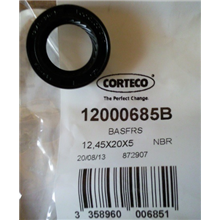 CORTECO
The Perfect Change.
12000685B
BASFRS
12,45X20X5 NBR
20/08/13 872907
3 358960 006851